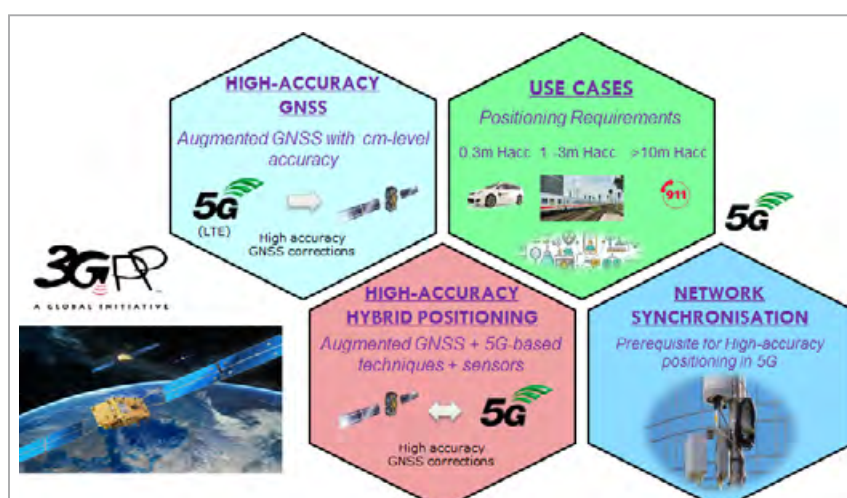 HIGH-ACCURACY
GNSS
Augmented GNSS with cm-level
accuracy
5G
(LTE)
High accuracy
GNSS corrections
USE CASES
Positioning Requirements
0.3m Hacc 1 -3m Hacc >10m Hacc
911
5G
3GPP
A GLOBAL INITIATIVE
HIGH-ACCURACY
HYBRID POSITIONING
Augmented GNSS + 5G-based
techniques + sensors
5G
High accuracy
GNSS corrections
NETWORK
SYNCHRONISATION
Prerequisite for High-accuracy
positioning in 5G